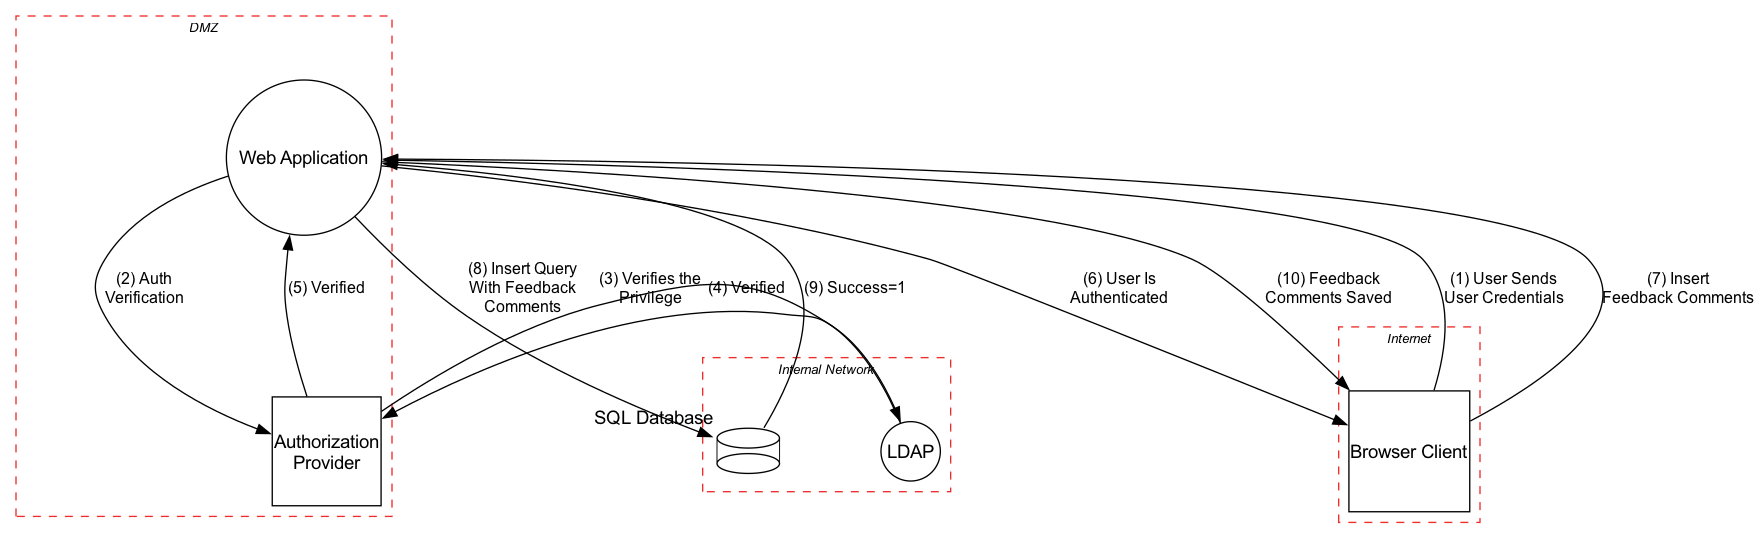 DMZ
Web Application
(2) Auth
Verification
(5) Verified
(8) Insert Query
With Feedback
Comments
(3) Verifies the
Privilege
(4) Verified
(9) Success=1
(6) User Is
Authenticated
(10) Feedback
Comments Saved
(1) User Sends
User Credentials
(7) Insert
Feedback Comments
Internet
Internal Network
SQL Database
Authorization
Provider
LDAP
Browser Client